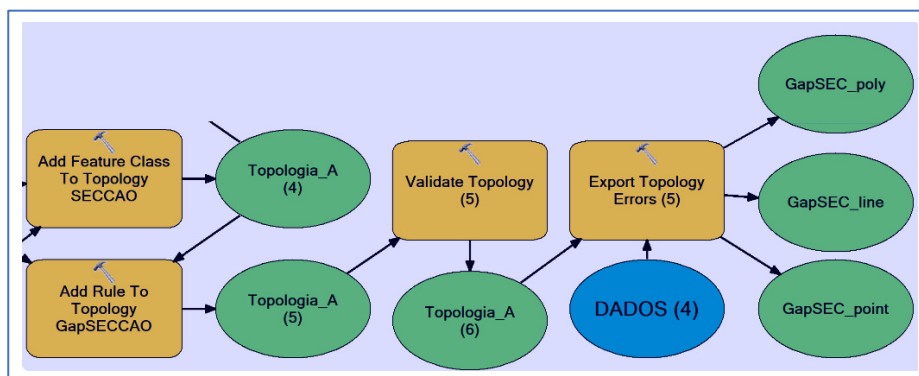 Add Feature Class
To Topology
SECCAO
Topologia_A
(4)
Add Rule To
Topology
GapSECCAO
Topologia_A
(5)
Validate Topology
(5)
Topologia_A
(6)
Export Topology
Errors (5)
DADOS (4)
GapSEC_poly
GapSEC_line
GapSEC_point